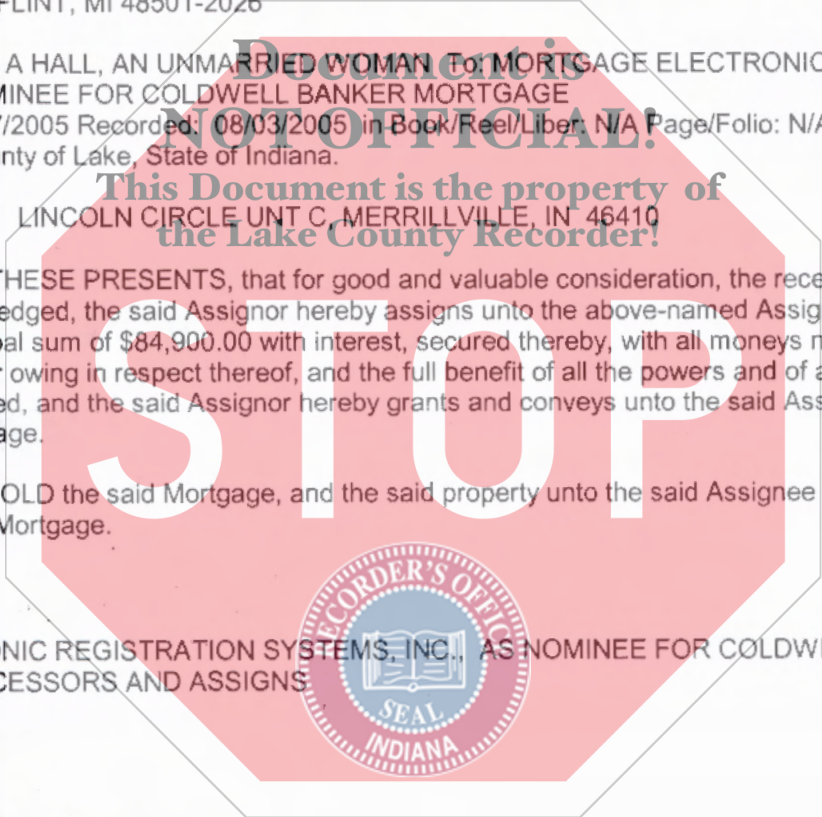 FLINT, MI 48501-2026
Document is
A HALL, AN UNMARRIED WOMAN To: MORTGAGE ELECTRONIC
MINEE FOR COLDWELL BANKER MORTGAGE
NOT OFFICIAL!
/2005 Recorded: 08/03/2005 in Book/Reel/Liber: N/A Page/Folio: N/A
nty of Lake, State of Indiana.
This Document is the property of
LINCOLN CIRCLE UNT C, MERRILLVILLE, IN 46410
the Lake County Recorder!
THESE PRESENTS, that for good and valuable consideration, the rece
edged, the said Assignor hereby assigns unto the above-named Assig
pal sum of $84,900.00 with interest, secured thereby, with all moneys
owing in respect thereof, and the full benefit of all the powers and of a
ed, and the said Assignor hereby grants and conveys unto the said Ass
age.
STOP
OLD the said Mortgage, and the said property unto the said Assignee
Mortgage.
RECORDER'S OFFICE
NIC REGISTRATION SYSTEMS, INC., AS NOMINEE FOR COLDW
CESSORS AND ASSIGNS
SEAL
INDIANA